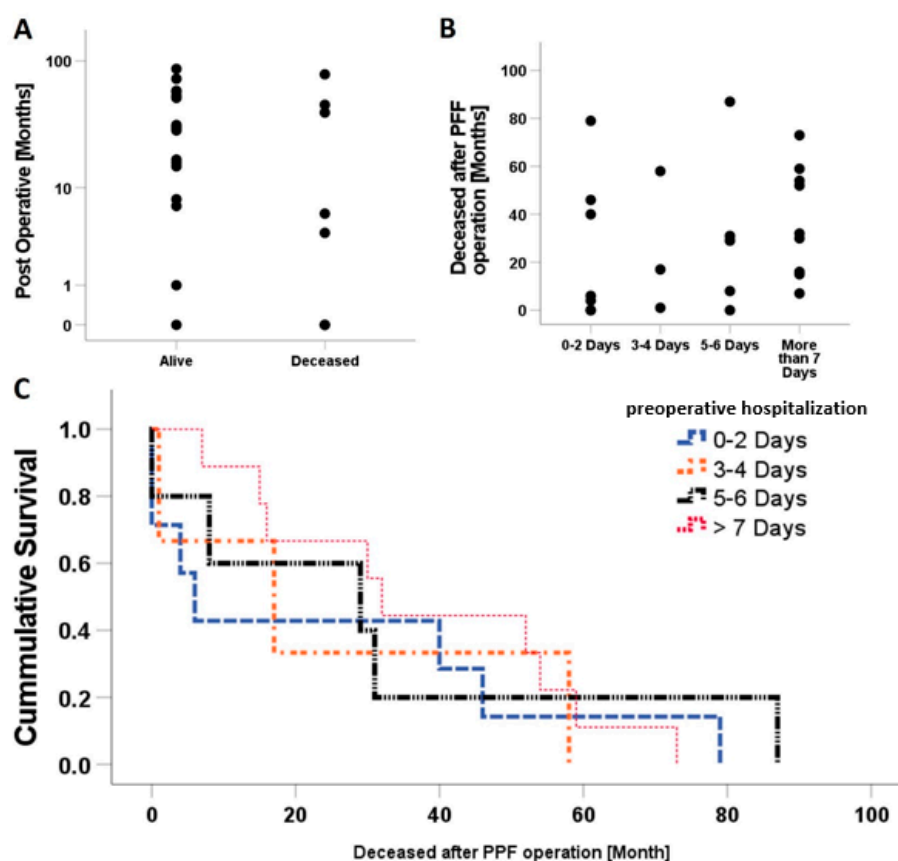 A
Post Operative [Months]
100
10
1
0
Alive
Deceased
B
Deceased after PFF
operation [Months]
100
80
60
40
20
0
0-2 Days
3-4 Days
5-6 Days
More
than 7
Days
C
Cummulative Survival
1.0
0.8
0.6
0.4
0.2
0.0
0
20
40
60
80
100
Deceased after PPF operation [Month]
preoperative hospitalization
0-2 Days
3-4 Days
5-6 Days
> 7 Days